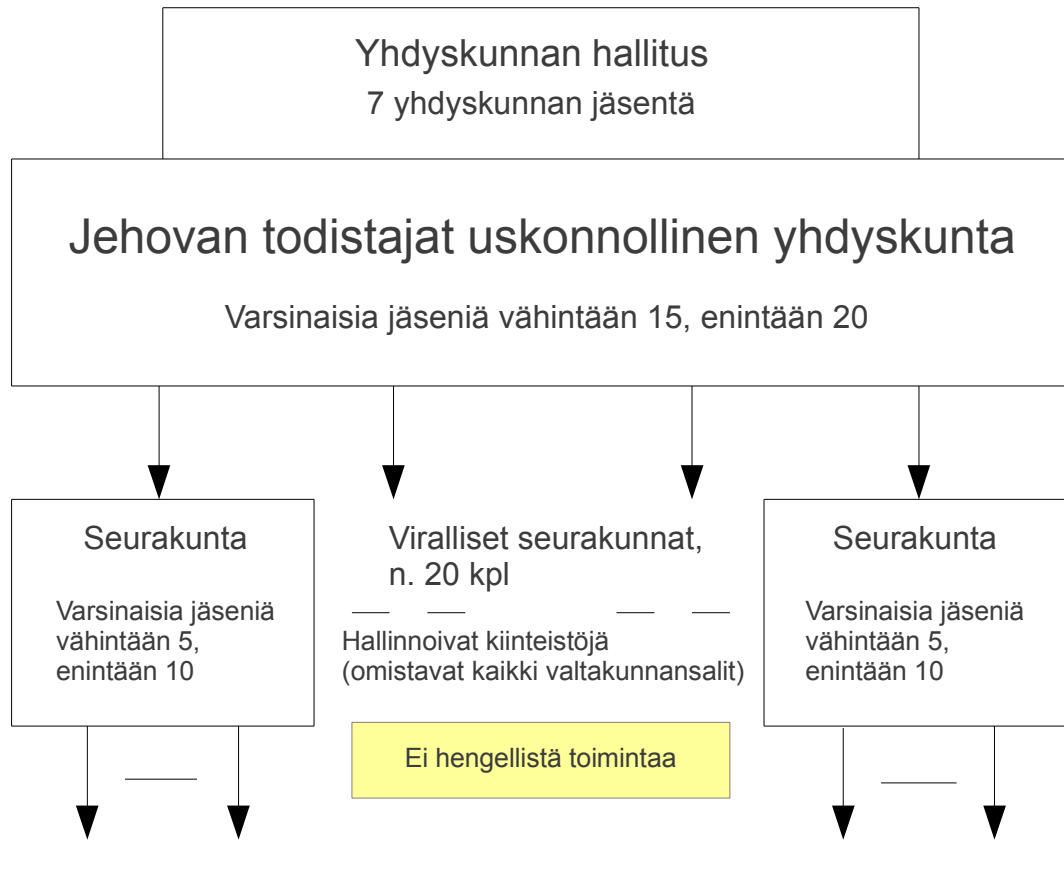 Yhdyskunnan hallitus
7 yhdyskunnan jäsentä
Jehovan todistajat uskonnollinen yhdyskunta
Varsinaisia jäseniä vähintään 15, enintään 20
Seurakunta
Varsinaisia jäseniä
vähintään 5,
enintään 10
Viralliset seurakunnat,
n. 20 kpl
Hallinnoivat kiinteistöjä
(omistavat kaikki valtakunnansalit)
Ei hengellistä toimintaa
Seurakunta
Varsinaisia jäseniä
vähintään 5,
enintään 10